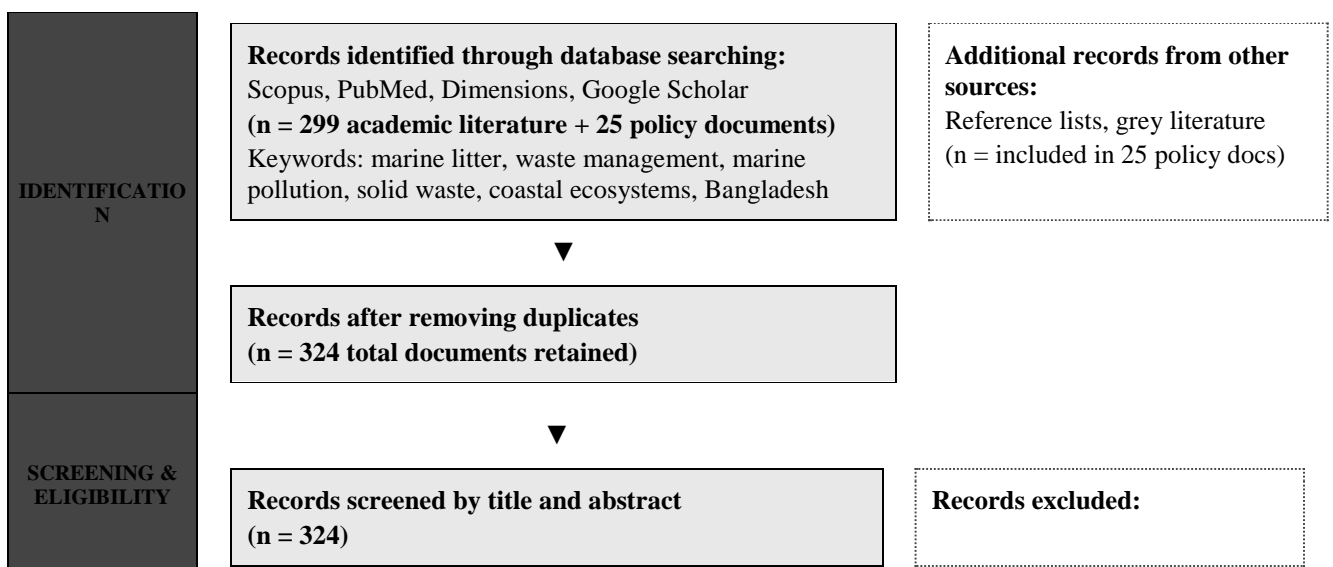 IDENTIFICATIO
N
Records identified through database searching:
Scopus, PubMed, Dimensions, Google Scholar
(n = 299 academic literature + 25 policy documents)
Keywords: marine litter, waste management, marine
pollution, solid waste, coastal ecosystems, Bangladesh
Additional records from other
sources:
Reference lists, grey literature
(n = included in 25 policy docs)
Records after removing duplicates
(n = 324 total documents retained)
SCREENING &
ELIGIBILITY
Records screened by title and abstract
(n = 324)
Records excluded: